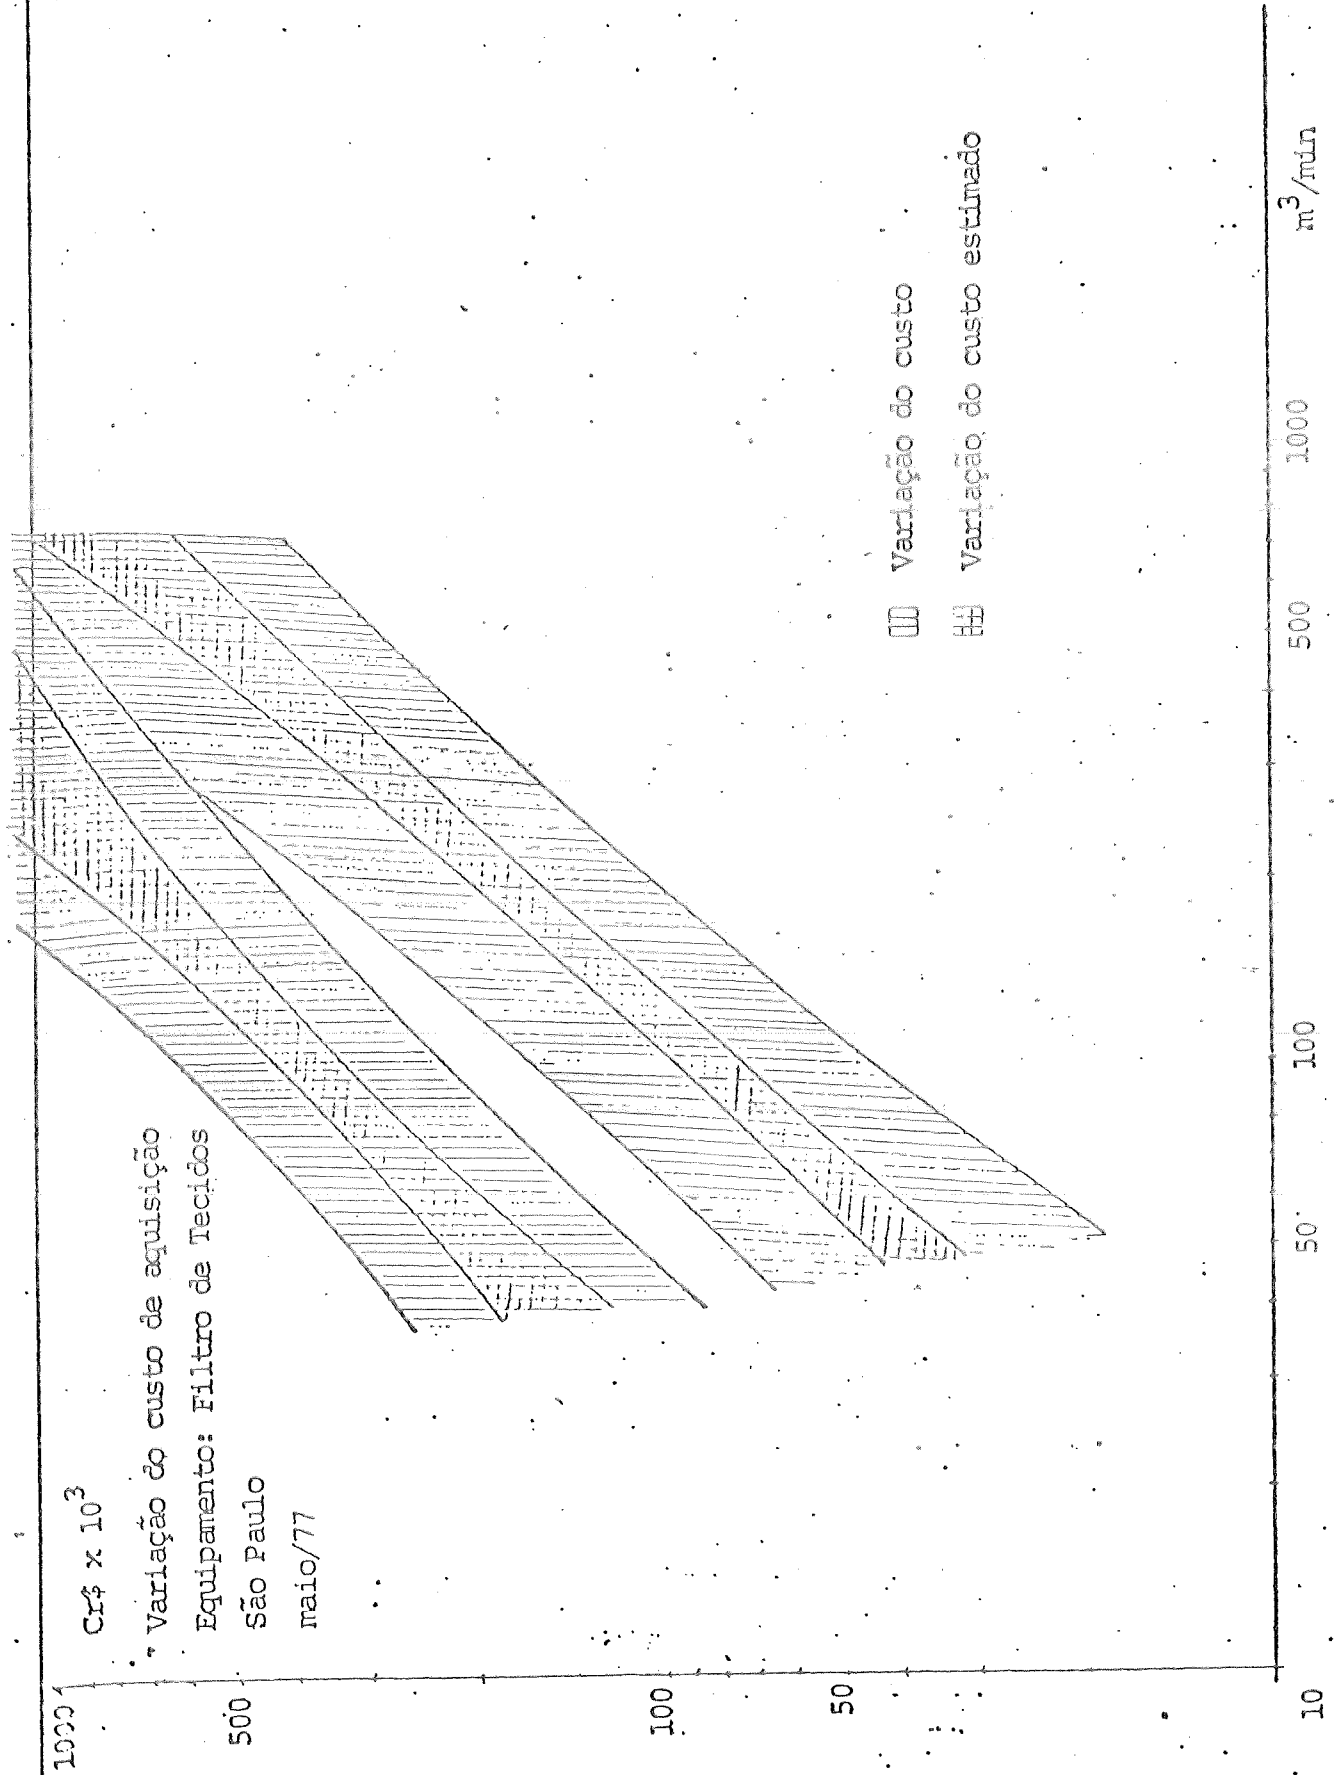 Cr$ x 10³
Variação do custo de aquisição
Equipamento: Filtro de Tecidos
São Paulo
maio/77
1000
500
100
50
Variação do custo
Variação do custo estimado
10
50
100
500
1000
m³/min